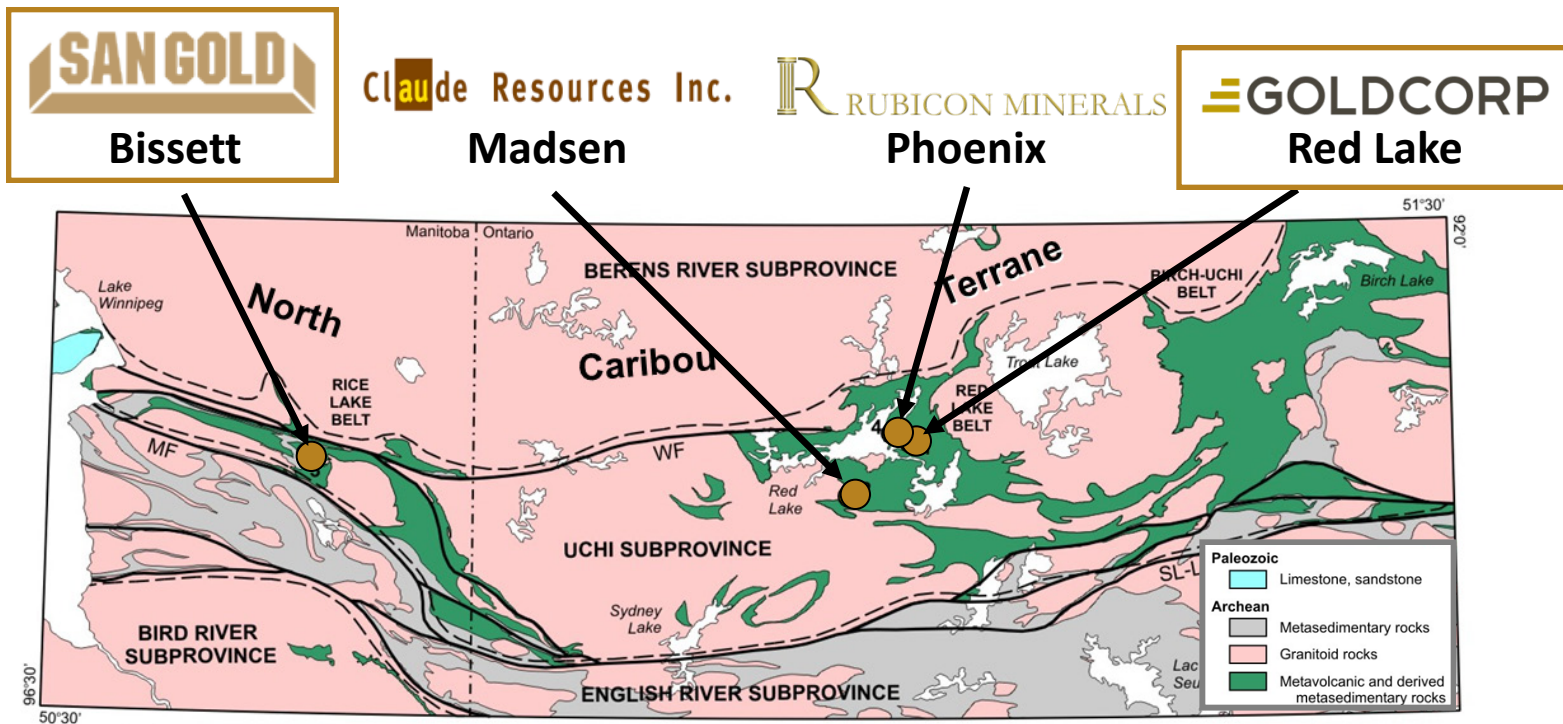 SAN GOLD
Bissett
Claude Resources Inc.
Madsen
R RUBICON MINERALS
Phoenix
GOLDCORP
Red Lake
51°30'
92°0'
Manitoba Ontario
BERENS RIVER SUBPROVINCE
Terrane
BIRCH-UCHI
BELT
Birch Lake
Lake
Winnipeg
North
Caribou
Trout Lake
RICE
LAKE
BELT
RED
LAKE
BELT
4
MF
WF
Red
Lake
UCHI SUBPROVINCE
Sydney
Lake
BIRD RIVER
SUBPROVINCE
ENGLISH RIVER SUBPROVINCE
SL-L
Lac
Seu
96°30'
50°30'
Paleozoic
Limestone, sandstone
Archean
Metasedimentary rocks
Granitoid rocks
Metavolcanic and derived
metasedimentary rocks